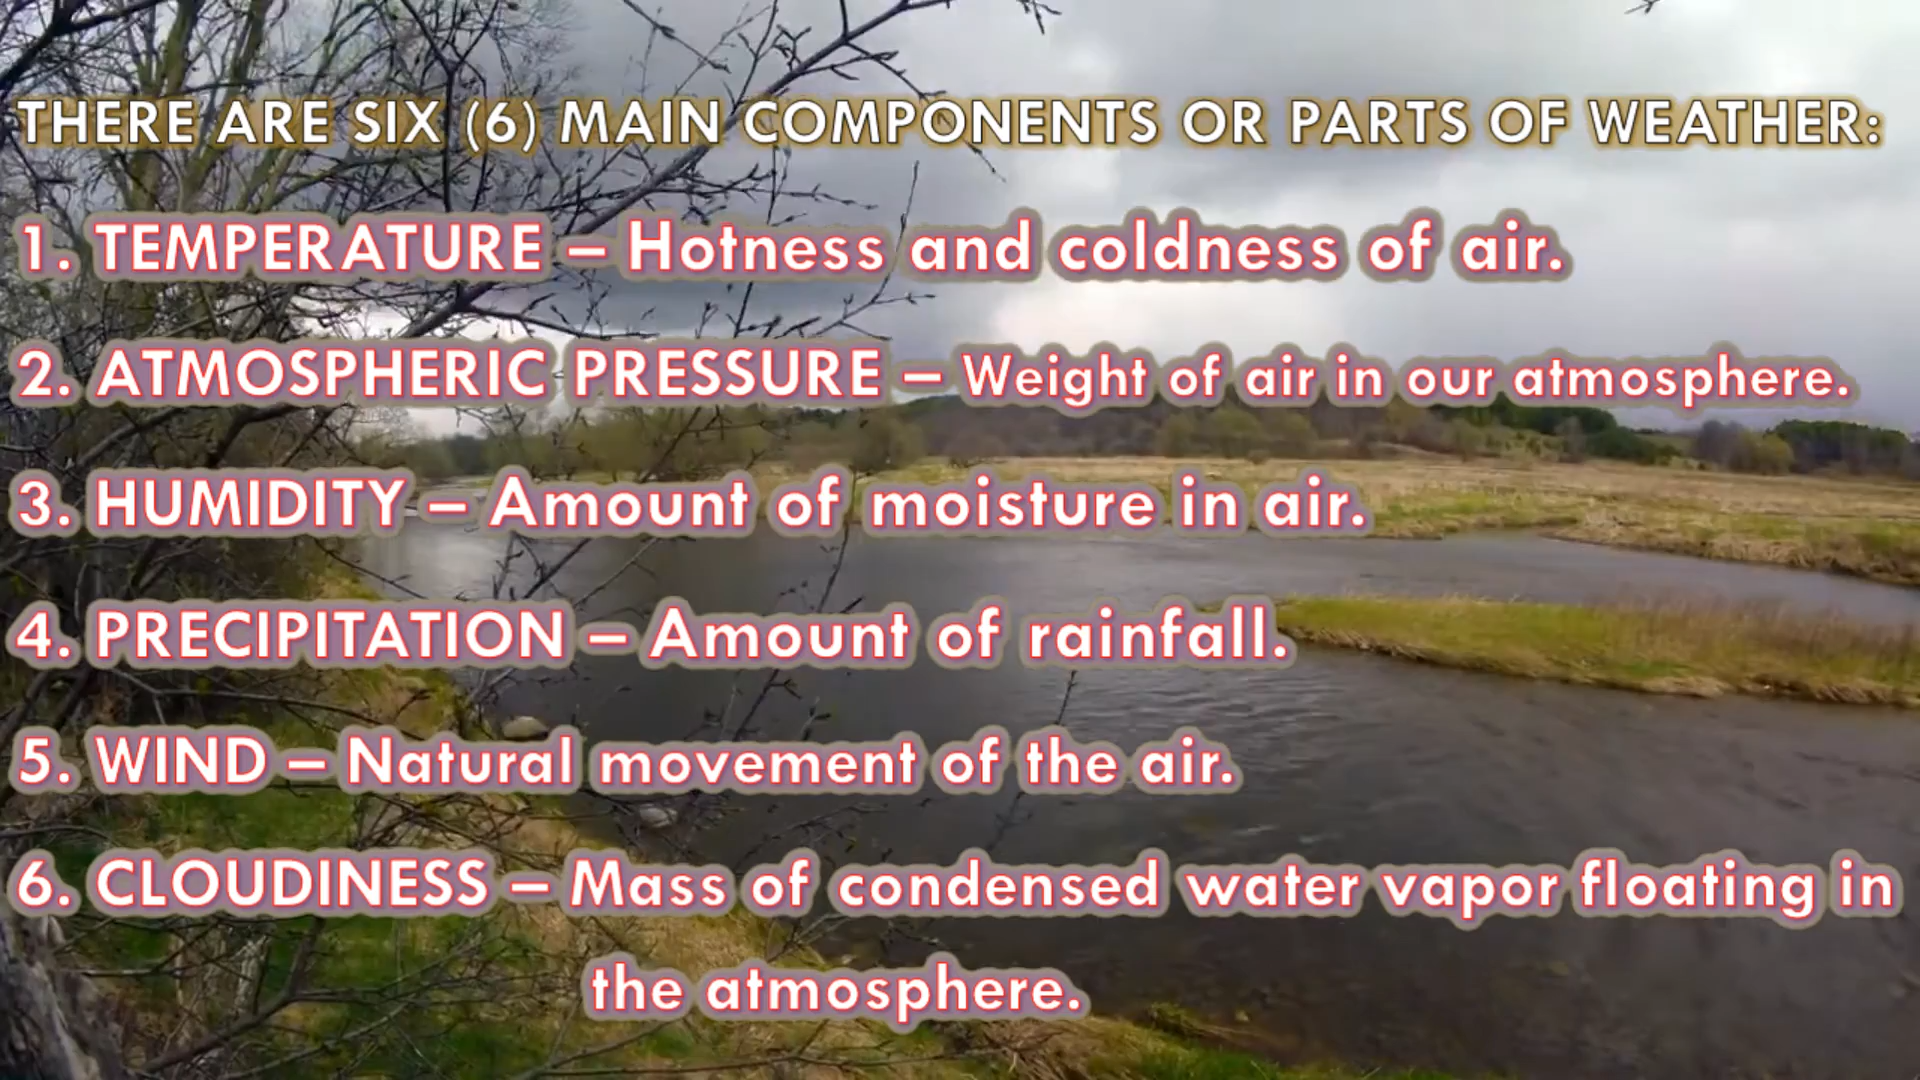 THERE ARE SIX (6) MAIN COMPONENTS OR PARTS OF WEATHER:
1. TEMPERATURE – Hotness and coldness of air.
2. ATMOSPHERIC PRESSURE – Weight of air in our atmosphere.
3. HUMIDITY – Amount of moisture in air.
4. PRECIPITATION – Amount of rainfall.
5. WIND – Natural movement of the air.
6. CLOUDINESS – Mass of condensed water vapor floating in
the atmosphere.